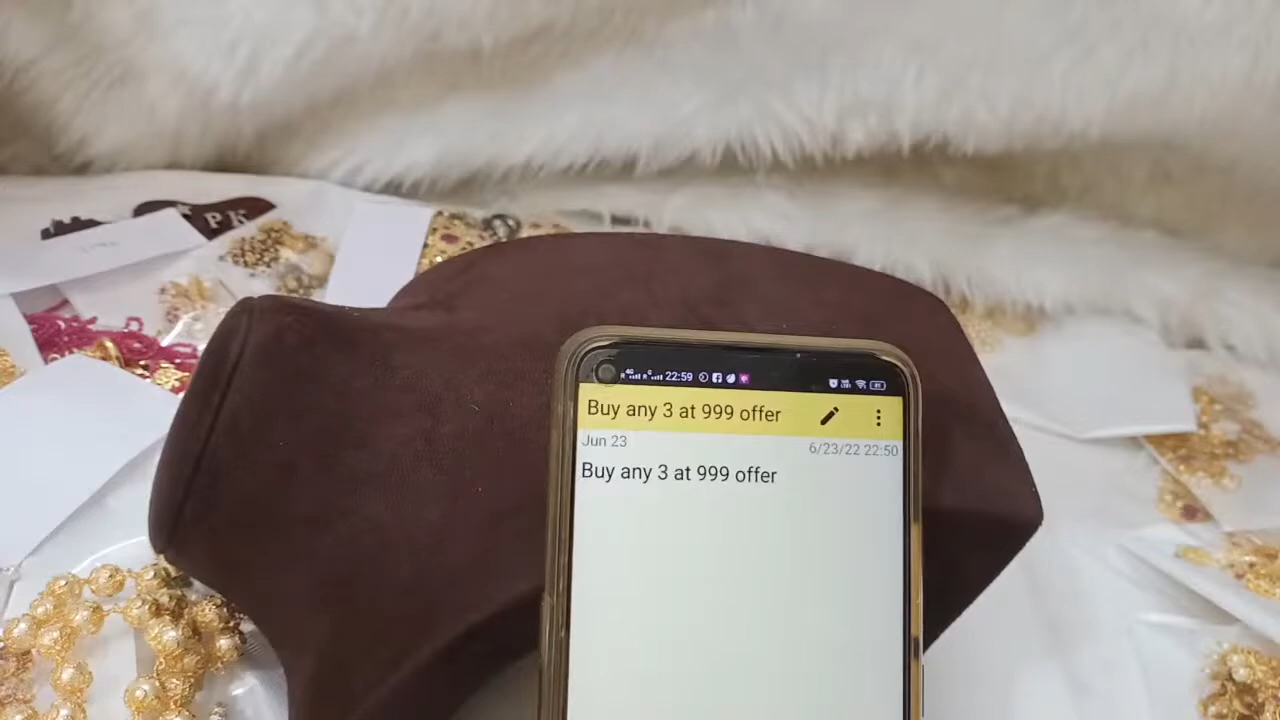 PK
22:59
Buy any 3 at 999 offer
Jun 23
6/23/22 22:50
Buy any 3 at 999 offer